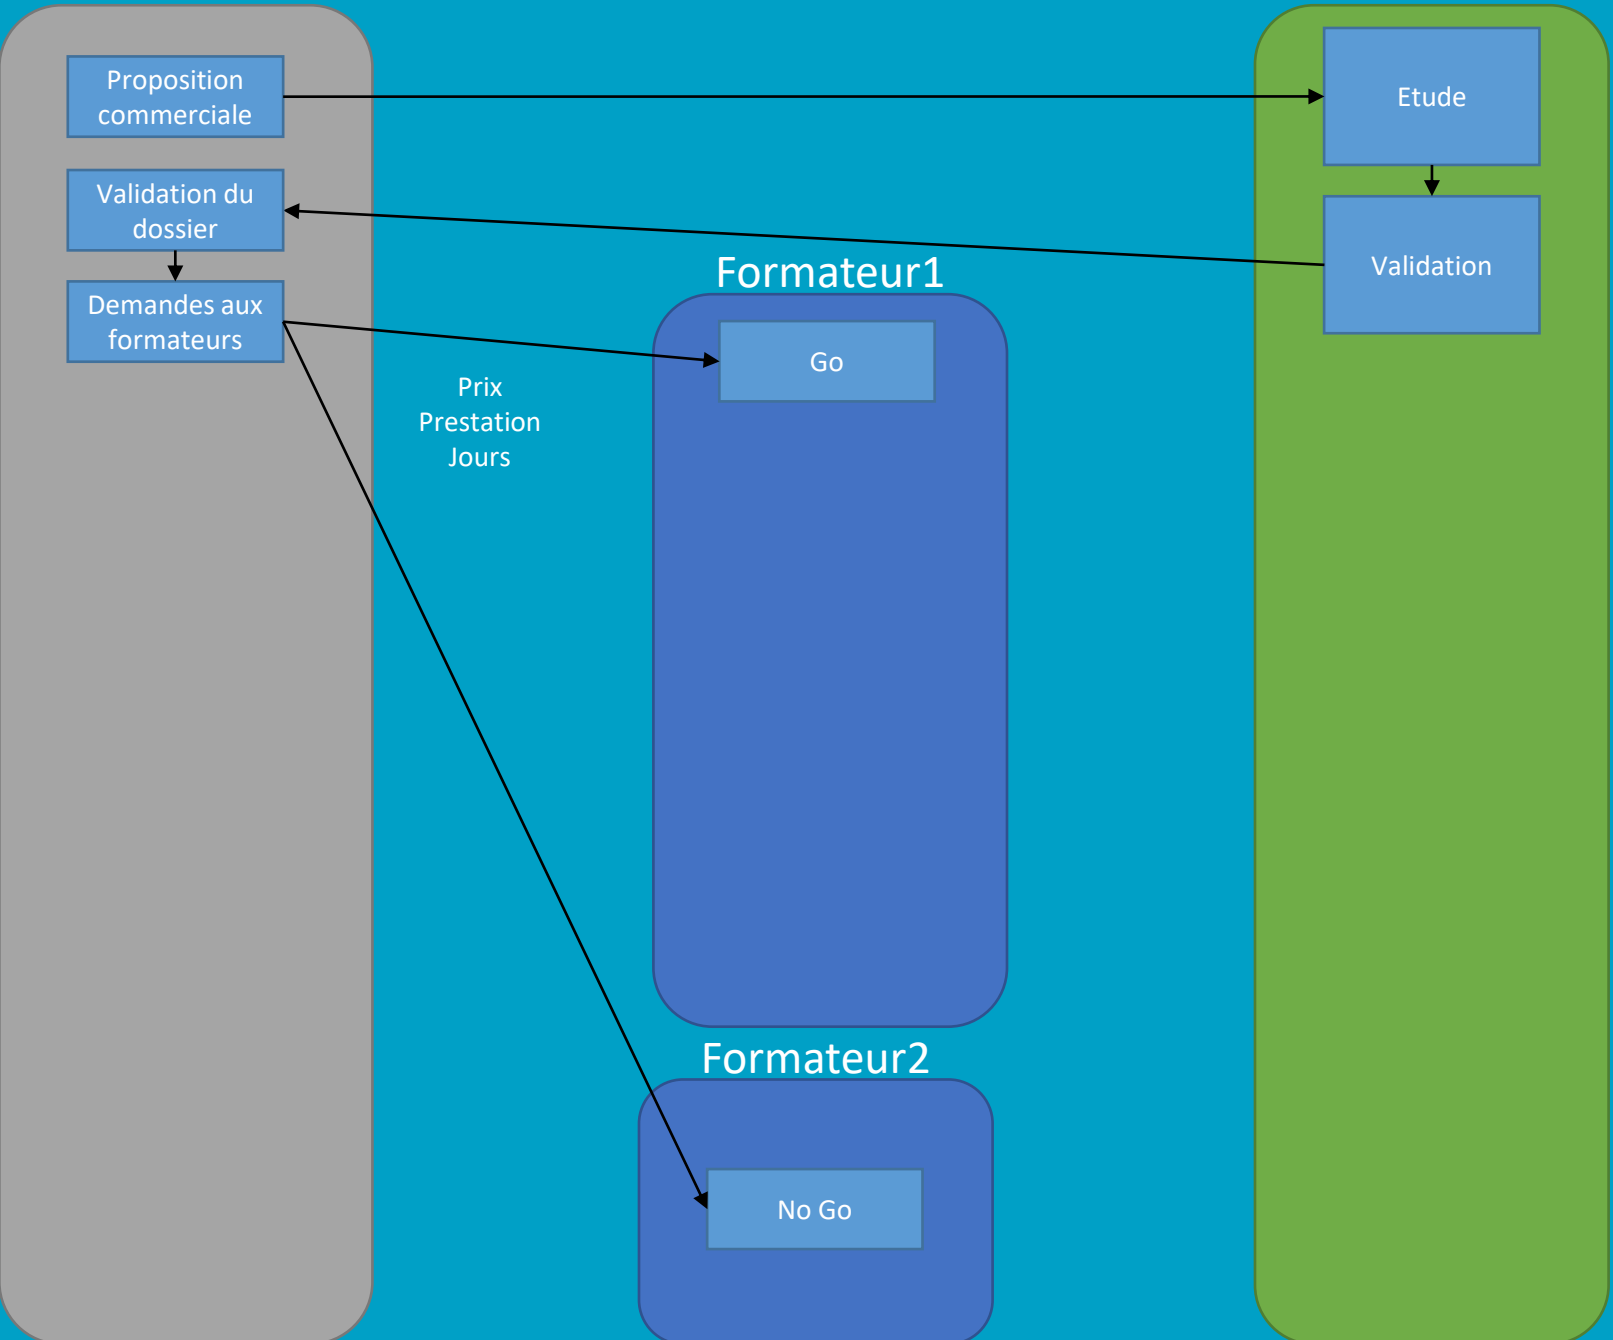 Proposition
commerciale
Etude
Validation du
dossier
Validation
Demandes aux
formateurs
Formateur1
Go
Prix
Prestation
Jours
Formateur2
No Go